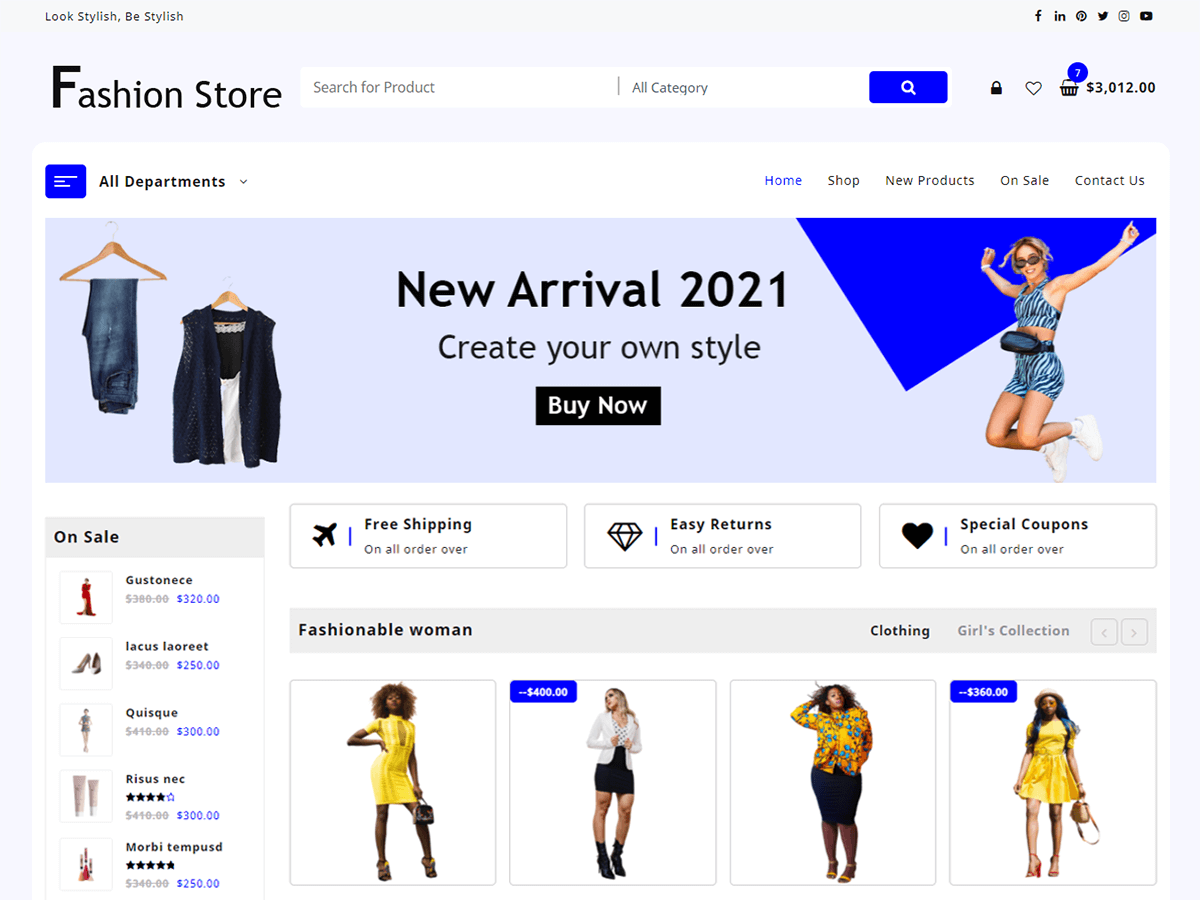 Look Stylish, Be Stylish
Fashion Store
Search for Product
All Category
7
$3,012.00
All Departments
Home Shop New Products On Sale Contact Us
New Arrival 2021
Create your own style
Buy Now
On Sale
Gustonece
$380.00 $320.00
lacus laoreet
$340.00 $250.00
Quisque
$410.00 $300.00
Risus nec
$410.00 $300.00
Morbi tempusd
$340.00 $250.00
Free Shipping
On all order over
Easy Returns
On all order over
Special Coupons
On all order over
Fashionable woman
Clothing Girl's Collection
--$400.00
--$360.00